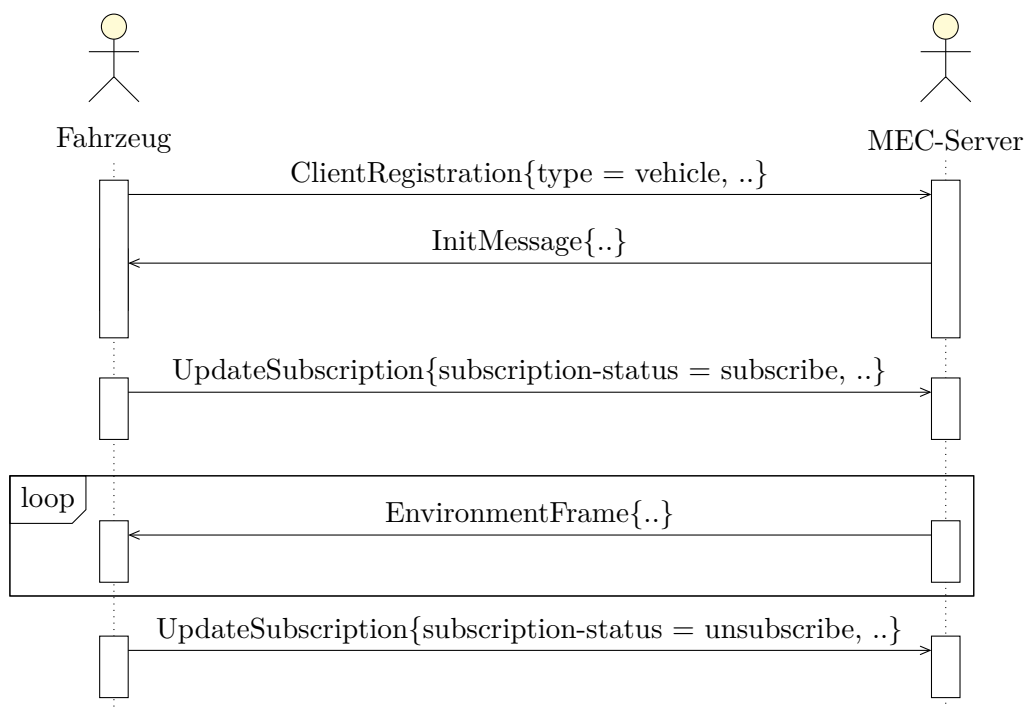 Fahrzeug
MEC-Server
ClientRegistration{type = vehicle, ..}
InitMessage{..}
UpdateSubscription{subscription-status = subscribe, ..}
loop
EnvironmentFrame{..}
UpdateSubscription{subscription-status = unsubscribe, ..}